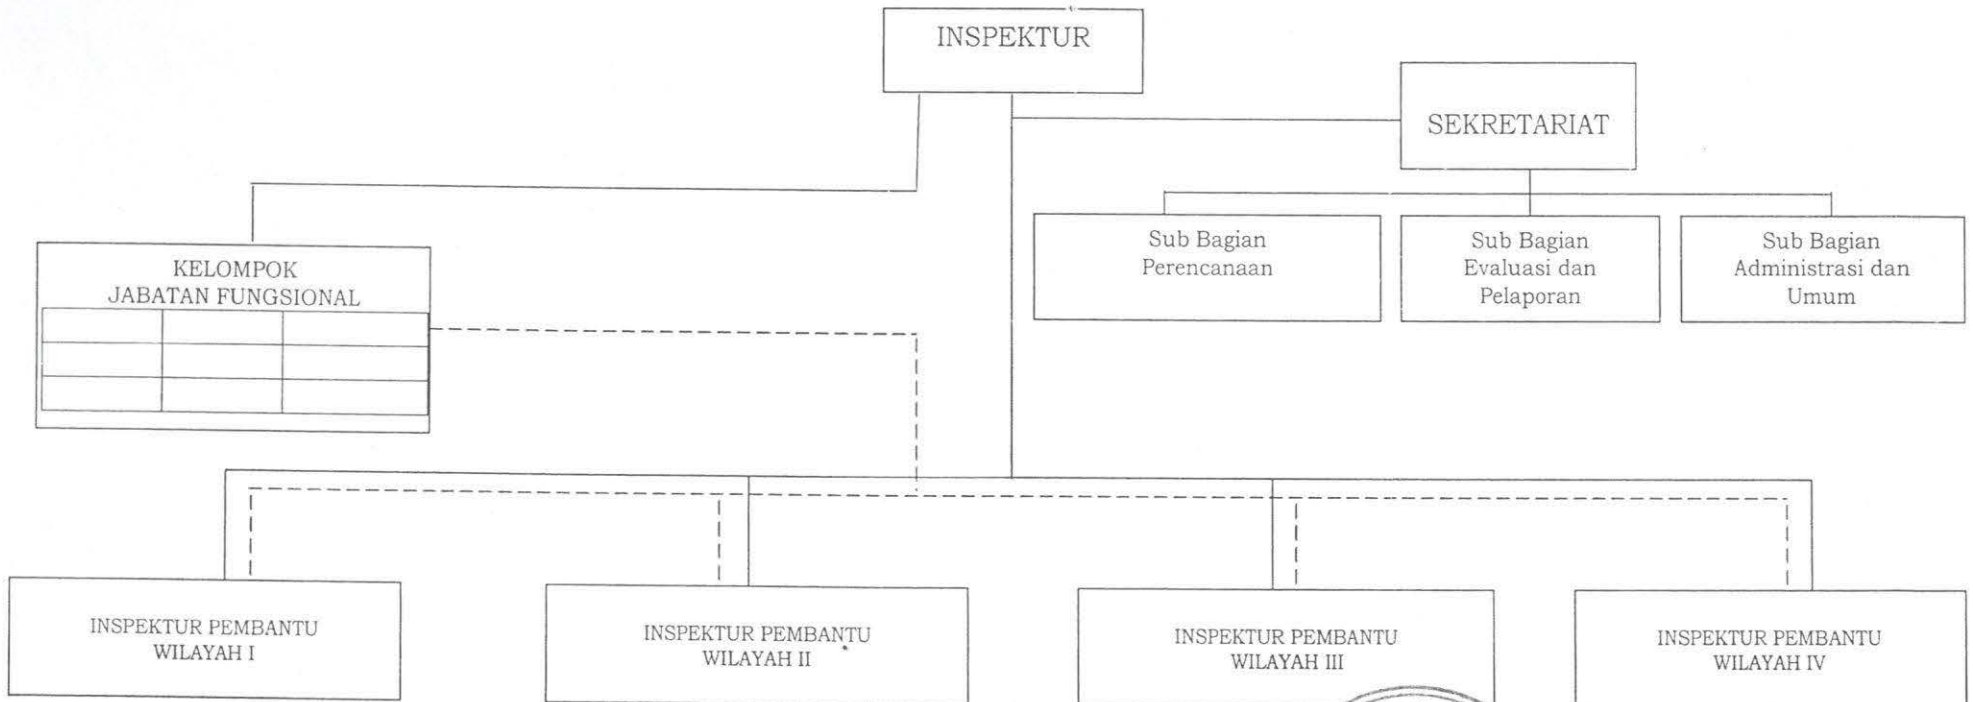 INSPEKTUR
SEKRETARIAT
Sub Bagian
Perencanaan
Sub Bagian
Evaluasi dan
Pelaporan
Sub Bagian
Administrasi dan
Umum
KELOMPOK
JABATAN FUNGSIONAL
INSPEKTUR PEMBANTU
WILAYAH I
INSPEKTUR PEMBANTU
WILAYAH II
INSPEKTUR PEMBANTU
WILAYAH III
INSPEKTUR PEMBANTU
WILAYAH IV